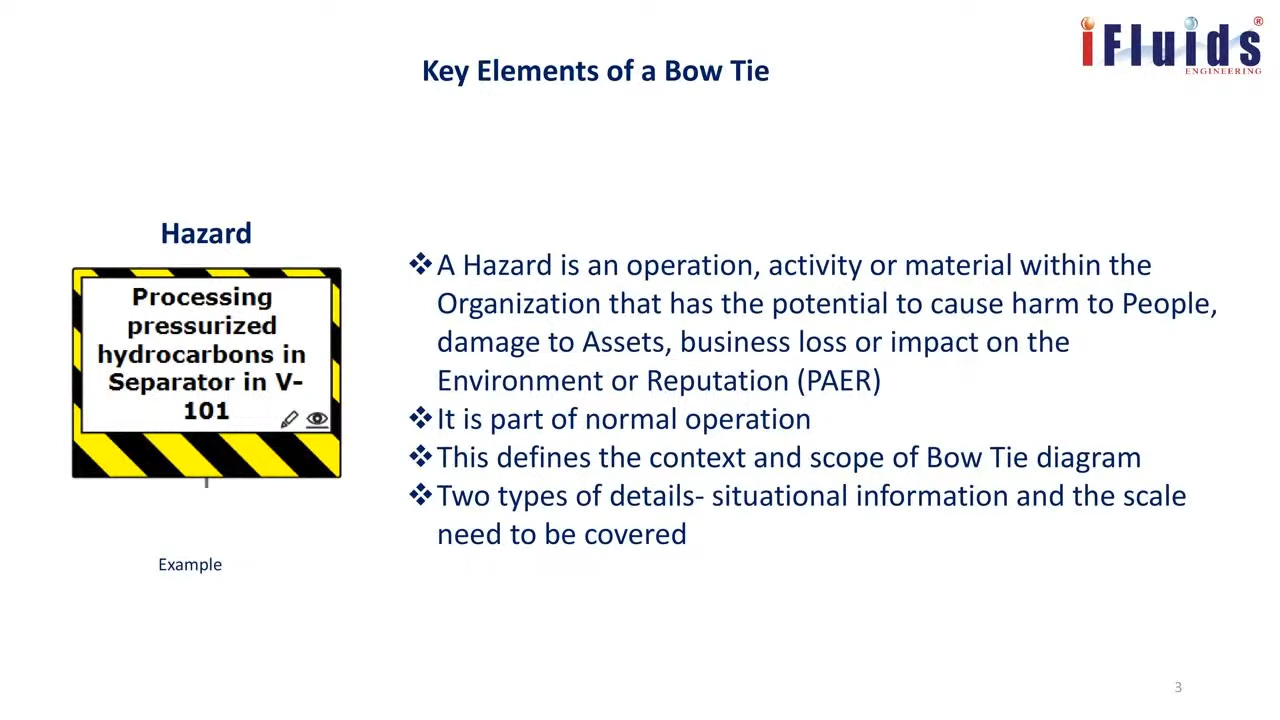 iFluids®
ENGINEERING
Key Elements of a Bow Tie
Hazard
Processing
pressurized
hydrocarbons in
Separator in V-
101
Example
❖A Hazard is an operation, activity or material within the
Organization that has the potential to cause harm to People,
damage to Assets, business loss or impact on the
Environment or Reputation (PAER)
❖It is part of normal operation
❖This defines the context and scope of Bow Tie diagram
❖Two types of details- situational information and the scale
need to be covered
3